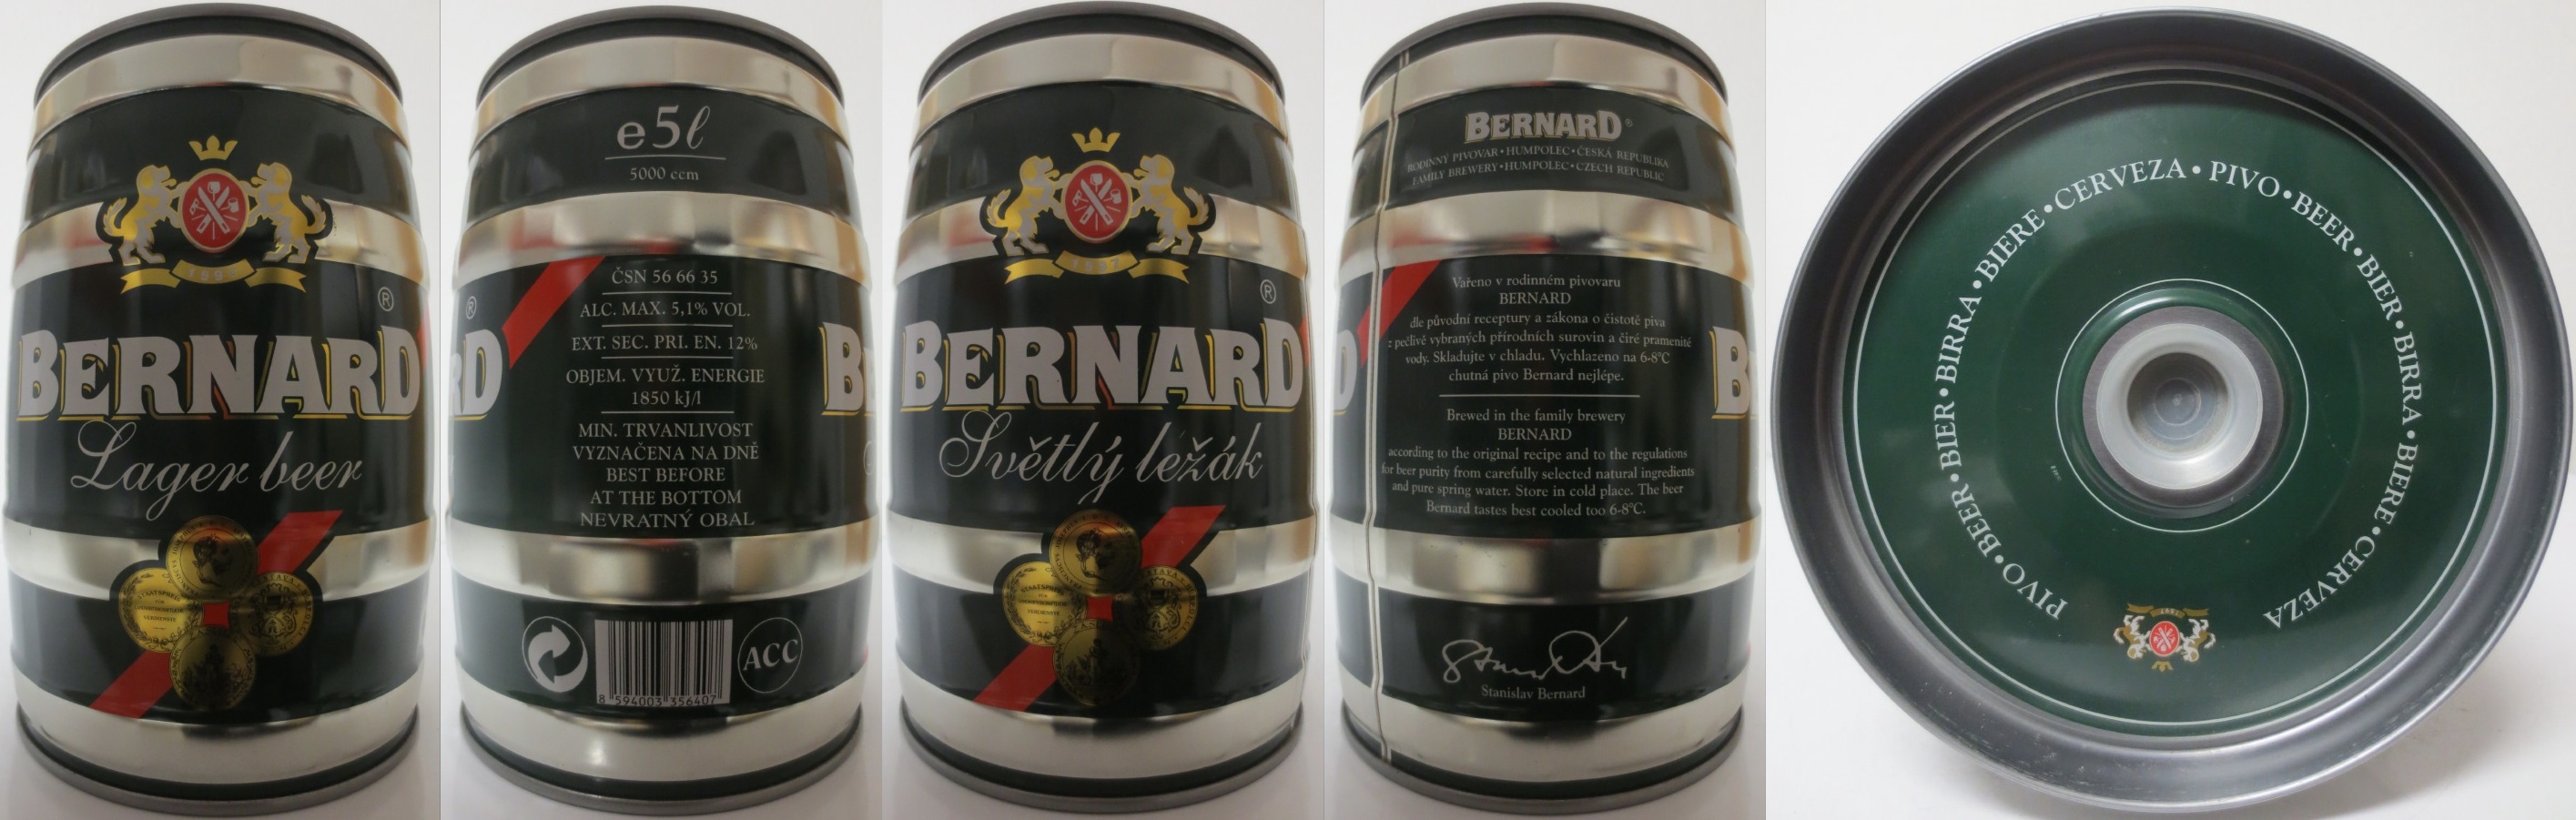 BERNARD
®
Lager beer
STAATSPREIS
e5ℓ
5000 ccm
ČSN 56 66 35
ALC. MAX. 5,1% VOL.
EXT. SEC. PRI. EN. 12%
OBJEM. VYUŽ. ENERGIE
1850 kJ/l
MIN. TRVANLIVOST
VYZNAČENA NA DNĚ
BEST BEFORE
AT THE BOTTOM
NEVRATNÝ OBAL
8 594003 356407
ACC
1597
®
BERNARD
Světlý ležák
STAATSPREIS
BERNARD®
RODINNÝ PIVOVAR • HUMPOLEC • ČESKÁ REPUBLIKA
FAMILY BREWERY • HUMPOLEC • CZECH REPUBLIC
Vařeno v rodinném pivovaru
BERNARD
dle původní receptury a zákona o čistotě piva
z pečlivě vybraných přírodních surovin a čiré pramenité
vody. Skladujte v chladu. Vychlazeno na 6-8°C
chutná pivo Bernard nejlépe.
Brewed in the family brewery
BERNARD
according to the original recipe and to the regulations
for beer purity from carefully selected natural ingredients
and pure spring water. Store in cold place. The beer
Bernard tastes best cooled too 6-8°C.
Stanislav Bernard
PIVO • BEER • BIER • BIRRA • BIERE • CERVEZA • PIVO • BEER • BIER • BIRRA • BIERE • CERVEZA